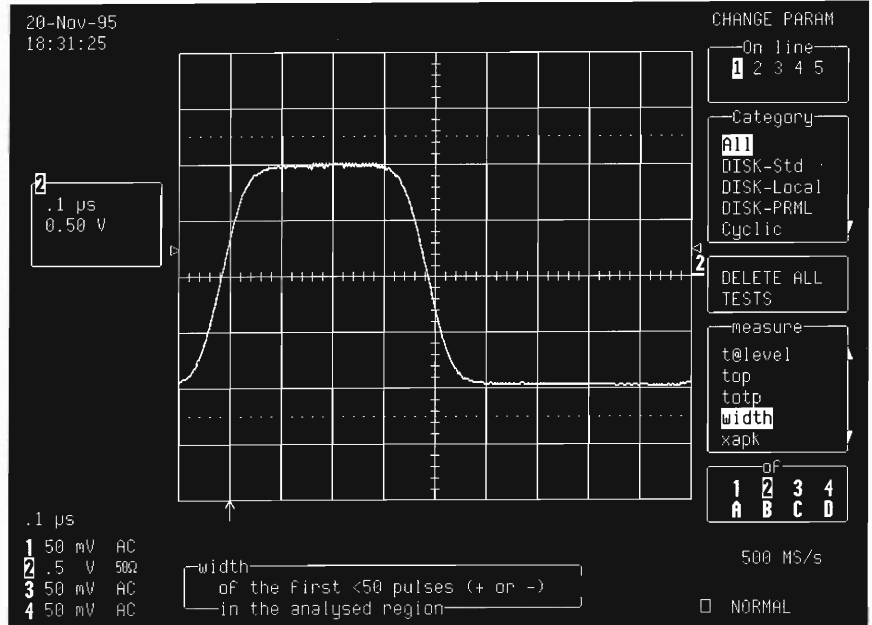 20-Nov-95
18:31:25
CHANGE PARAM
On line
1 2 3 4 5
Category
All
DISK-Std
DISK-Local
DISK-PRML
Cyclic
2
.1 µs
0.50 V
2
DELETE ALL
TESTS
measure
t@level
top
totp
width
xapk
of
1 2 3 4
A B C D
.1 µs
1 50 mV AC
2 .5 V 50Ω
3 50 mV AC
4 50 mV AC
width
of the first <50 pulses (+ or -)
in the analysed region
500 MS/s
□ NORMAL